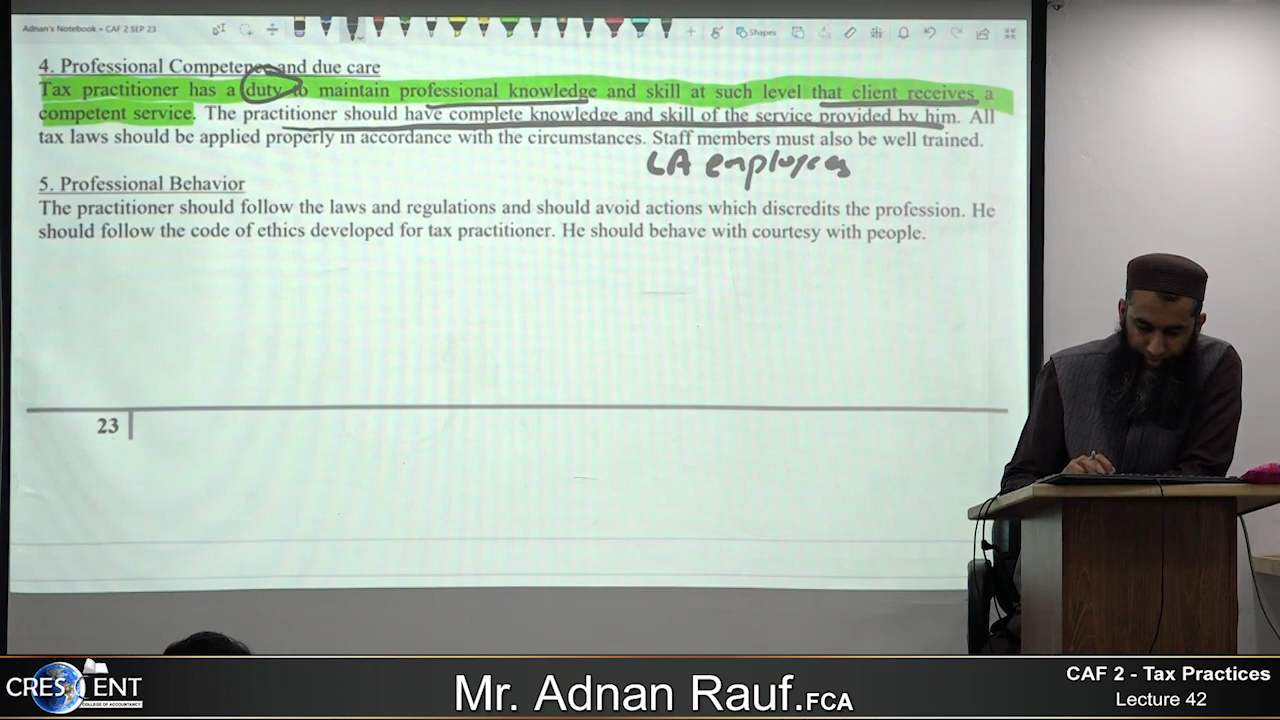 Adnan's Notebook • CAF 2 SEP 23
Shapes
4. Professional Competence and due care
Tax practitioner has a duty to maintain professional knowledge and skill at such level that client receives a
competent service. The practitioner should have complete knowledge and skill of the service provided by him. All
tax laws should be applied properly in accordance with the circumstances. Staff members must also be well trained.
employees
5. Professional Behavior
The practitioner should follow the laws and regulations and should avoid actions which discredits the profession. He
should follow the code of ethics developed for tax practitioner. He should behave with courtesy with people.
23
CRESCENT
COLLEGE OF ACCOUNTANCY
Mr. Adnan Rauf.FCA
CAF 2 - Tax Practices
Lecture 42